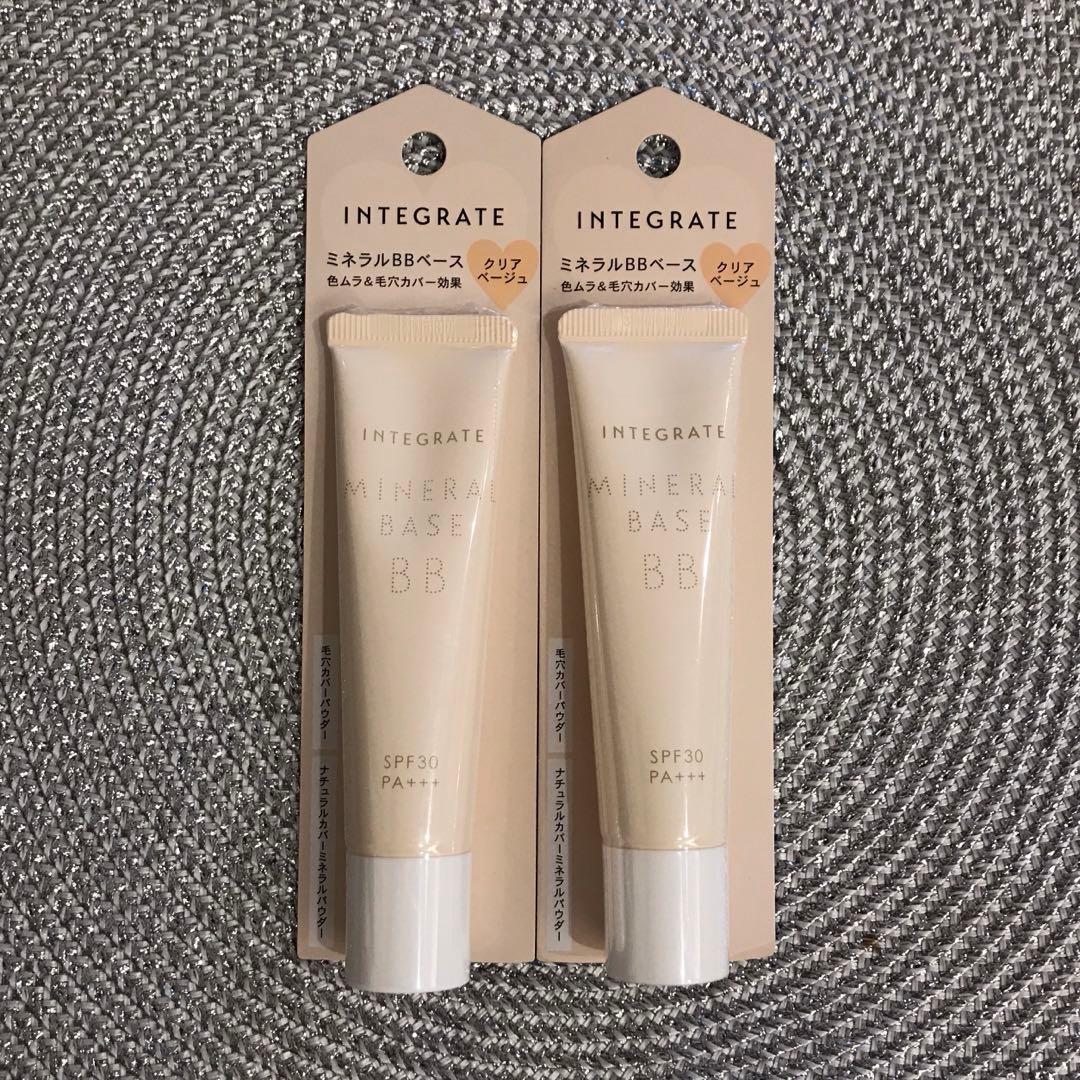 INTEGRATE
ミネラルBBベース
色ムラ&毛穴カバー効果
クリア
ベージュ
INTEGRATE
MINERAL
BASE
BB
SPF30
PA+++
毛穴カバーパウダー
ナチュラルカバーミネラルパウダー
INTEGRATE
ミネラルBBベース
色ムラ&毛穴カバー効果
クリア
ベージュ
INTEGRATE
MINERAL
BASE
BB
SPF30
PA+++
毛穴カバーパウダー
ナチュラルカバーミネラルパウダー